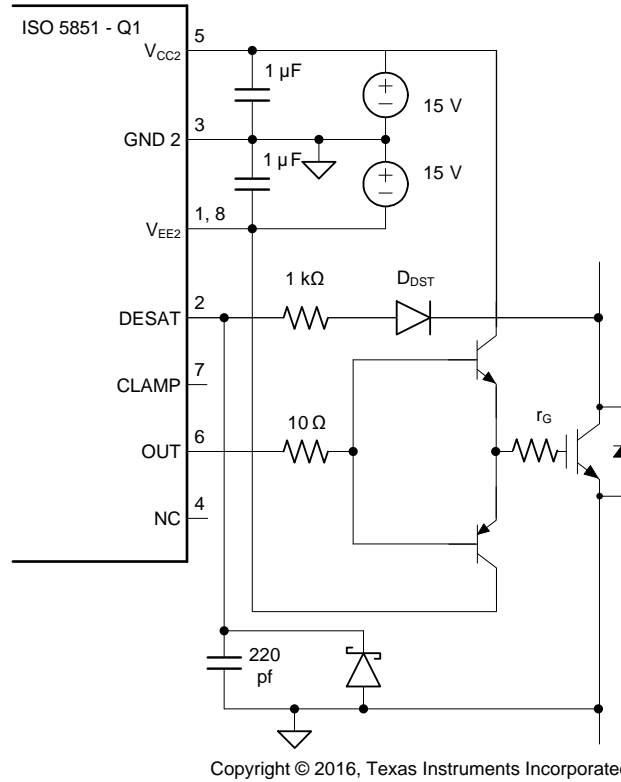 ISO 5851 - Q1
5
VCC2
1 µF
15 V
3
GND 2
1 µF
15 V
1, 8
VEE2
1 kΩ
DDST
2
DESAT
7
CLAMP
10 Ω
rG
6
OUT
4
NC
220
pf
Copyright © 2016, Texas Instruments Incorporate